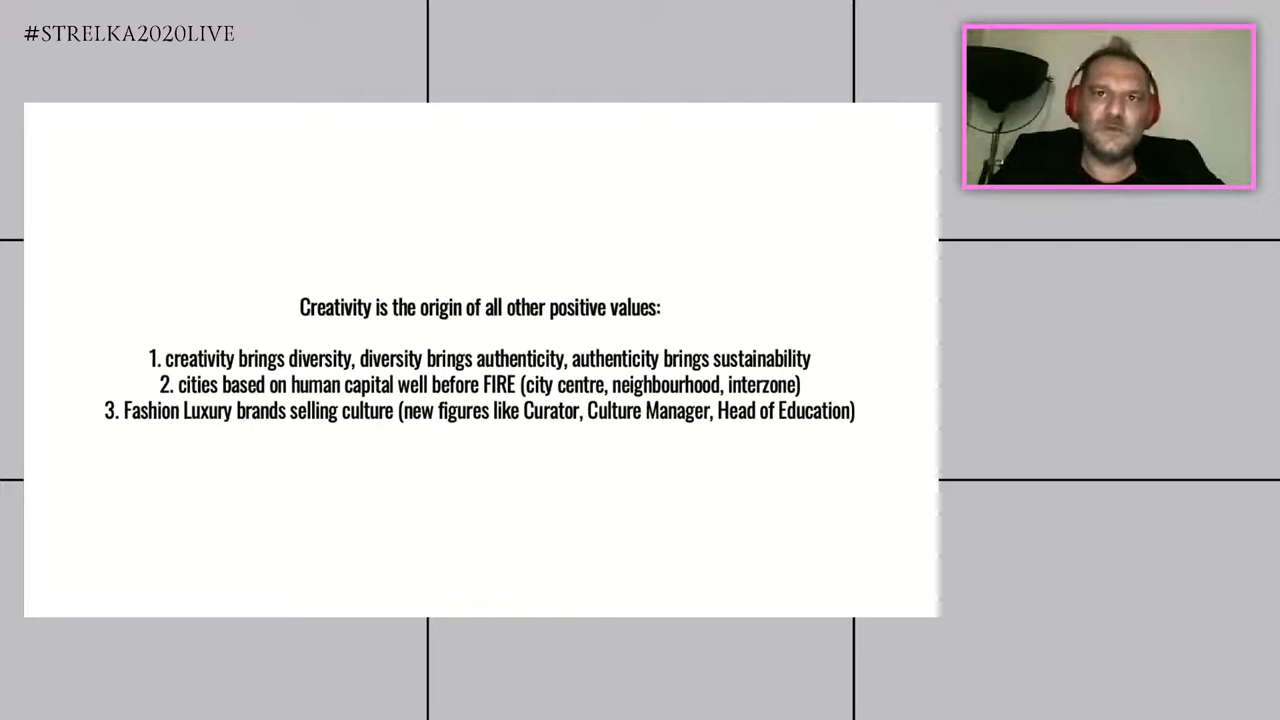 #STRELKA2020LIVE
Creativity is the origin of all other positive values:
1. creativity brings diversity, diversity brings authenticity, authenticity brings sustainability
2. cities based on human capital well before FIRE (city centre, neighbourhood, interzone)
3. Fashion Luxury brands selling culture (new figures like Curator, Culture Manager, Head of Education)